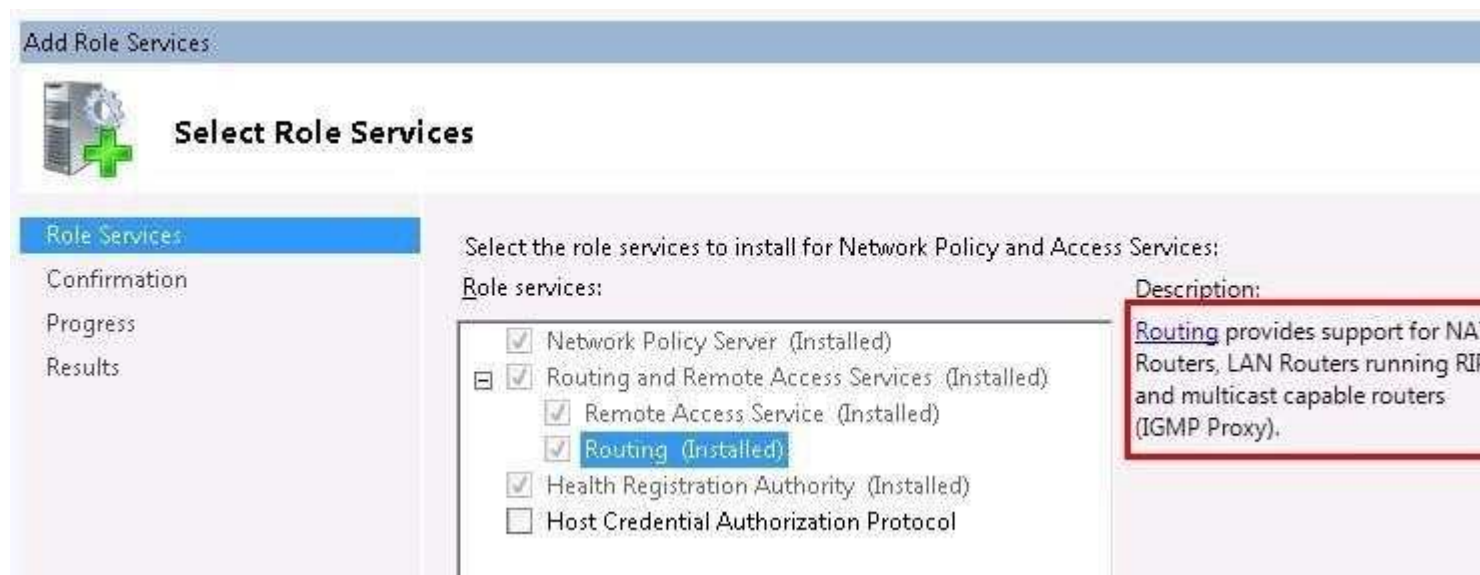 Add Role Services
Select Role Services
Role Services
Confirmation
Progress
Results
Select the role services to install for Network Policy and Access Services:
Role services:
Network Policy Server (Installed)
Routing and Remote Access Services (Installed)
Remote Access Service (Installed)
Routing (Installed)
Health Registration Authority (Installed)
Host Credential Authorization Protocol
Description:
Routing provides support for
Routers, LAN Routers running
and multicast capable routers
(IGMP Proxy).